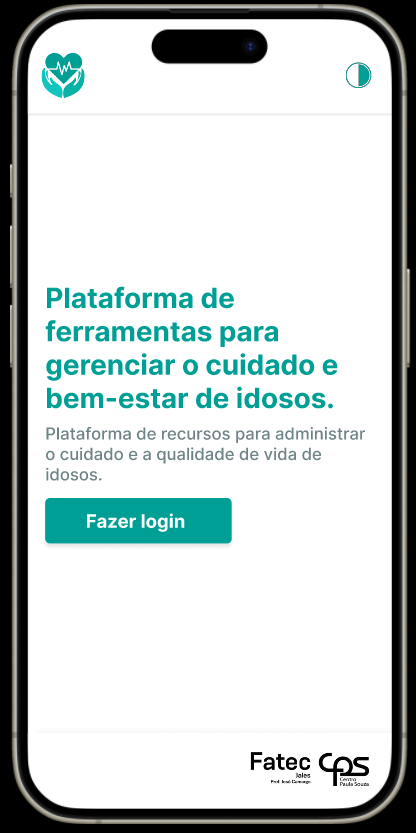 Plataforma de
ferramentas para
gerenciar o cuidado e
bem-estar de idosos.
Plataforma de recursos para administrar
o cuidado e a qualidade de vida de
idosos.
Fazer login
Fatec
Jales
Prof. José Camargo
CPS
Centro
Paula Souza